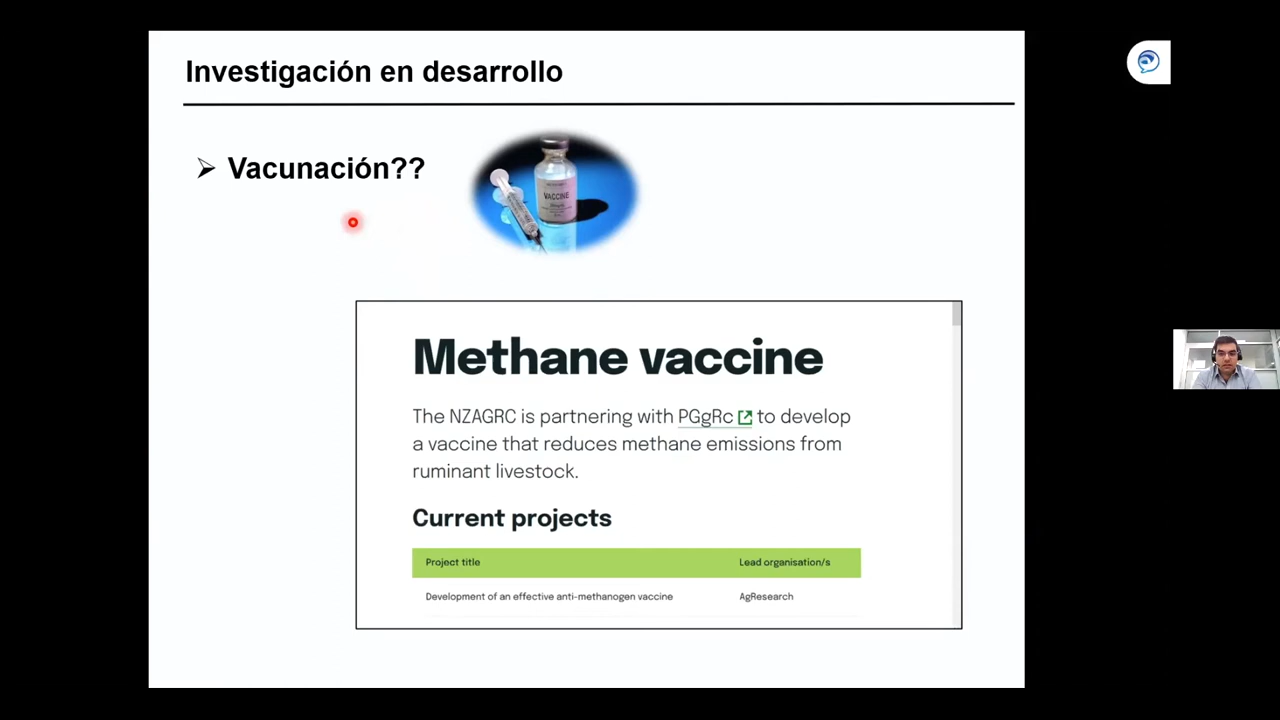 Investigación en desarrollo
Vacunación??
VACCINE
Methane vaccine
The NZAGRC is partnering with PGgRc to develop
a vaccine that reduces methane emissions from
ruminant livestock.
Current projects
Project title Lead organisation/s
Development of an effective anti-methanogen vaccine AgResearch